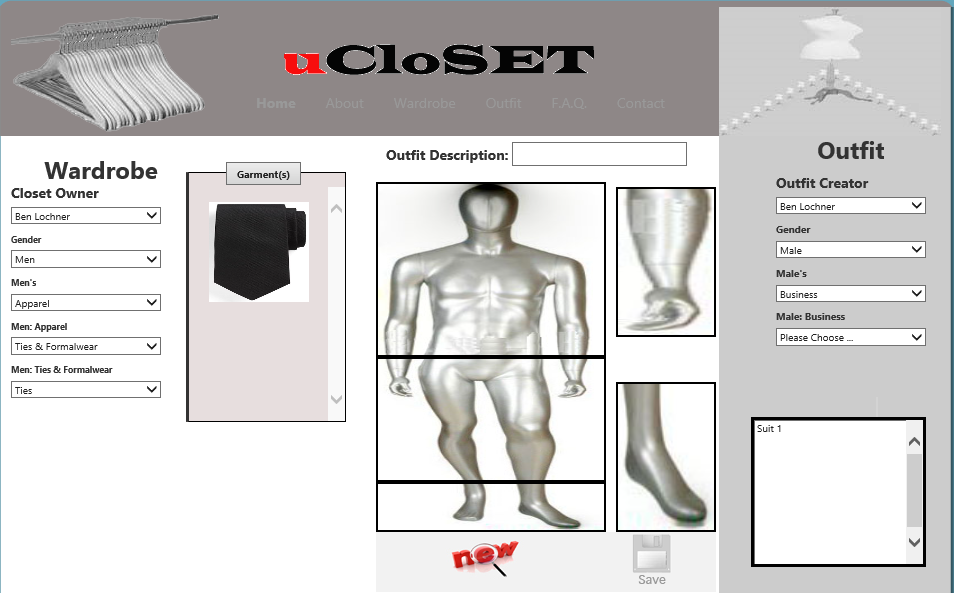 uCloSET
Home About Wardrobe Outfit F.A.Q. Contact
Wardrobe
Closet Owner
Ben Lochner
Gender
Men
Men's
Apparel
Men: Apparel
Ties & Formalwear
Men: Ties & Formalwear
Ties
Garment(s)
Outfit Description:
new
Save
Outfit
Outfit Creator
Ben Lochner
Gender
Male
Male's
Business
Male: Business
Please Choose ...
Suit 1